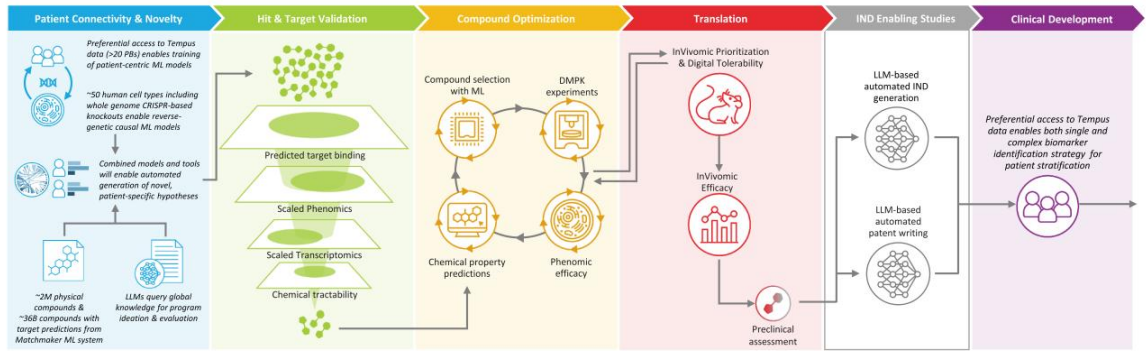 Patient Connectivity & Novelty
Preferential access to Tempus
data (>20 PBs) enables training
of patient-centric ML models
~50 human cell types including
whole genome CRISPR-based
knockouts enable reverse-
genetic causal ML models
Combined models and tools
will enable automated
generation of novel,
patient-specific hypotheses
~2M physical
compounds &
~36B compounds with
target predictions from
Matchmaker ML system
LLMs query global
knowledge for program
ideation & evaluation
Hit & Target Validation
Predicted target binding
Scaled Phenomics
Scaled Transcriptomics
Chemical tractability
Compound Optimization
Compound selection
with ML
DMPK
experiments
Chemical property
predictions
Phenomic
efficacy
Translation
InVivomic Prioritization
& Digital Tolerability
InVivomic
Efficacy
Preclinical
assessment
IND Enabling Studies
LLM-based
automated IND
generation
LLM-based
automated
patent writing
Clinical Development
Preferential access to Tempus
data enables both single and
complex biomarker
identification strategy for
patient stratification